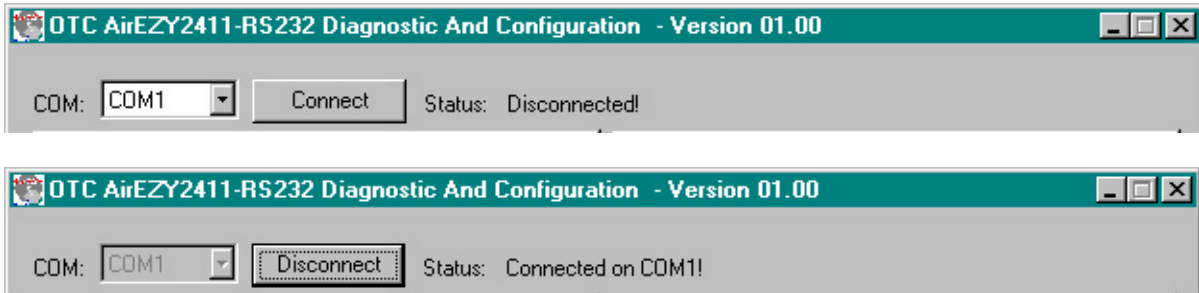 OTC AirEZY2411-RS232 Diagnostic And Configuration - Version 01.00
COM: COM1 Connect Status: Disconnected!
OTC AirEZY2411-RS232 Diagnostic And Configuration - Version 01.00
COM: COM1 Disconnect Status: Connected on COM1!